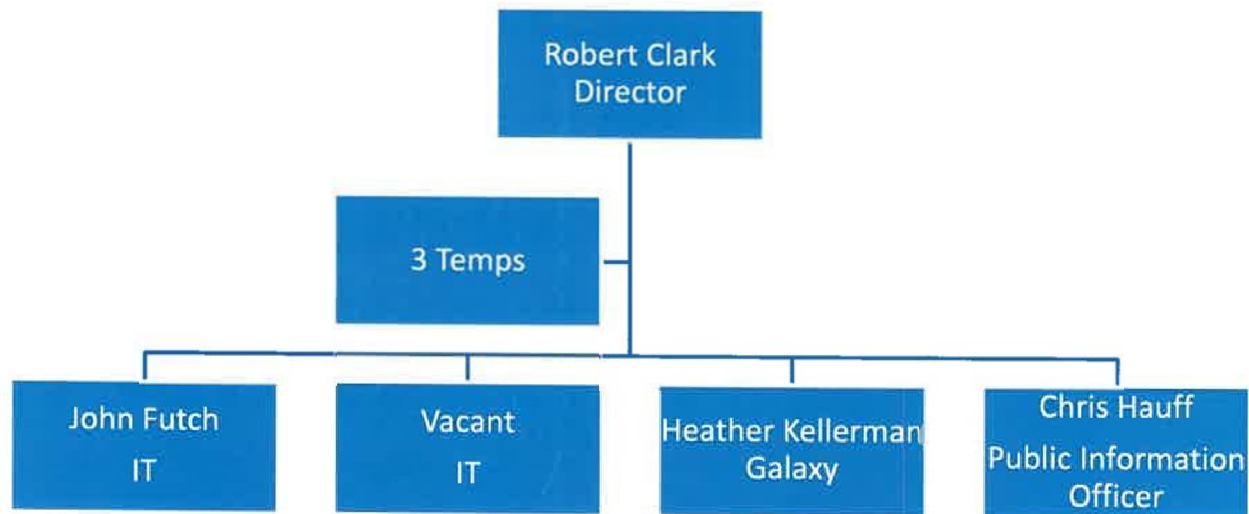 Robert Clark
Director
3 Temps
John Futch
IT
Vacant
IT
Heather Kellerman
Galaxy
Chris Hauff
Public Information
Officer